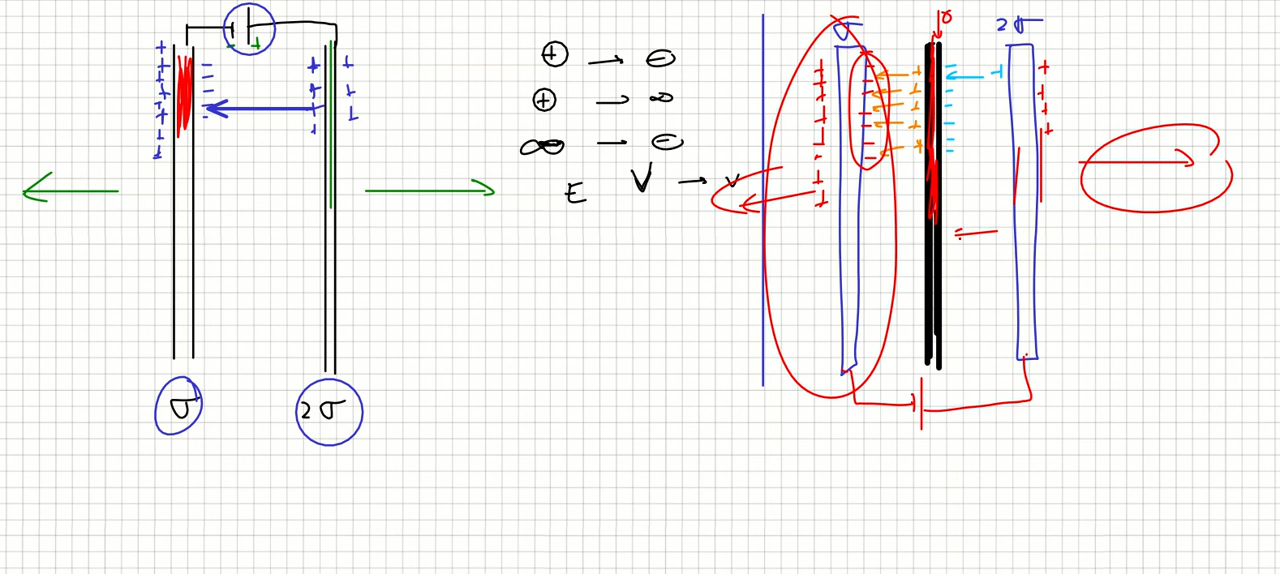 - +
σ
2σ
⊕ → ⊖
⊕ → ∞
∞ → ⊖
E V → v
σ
σ
2σ